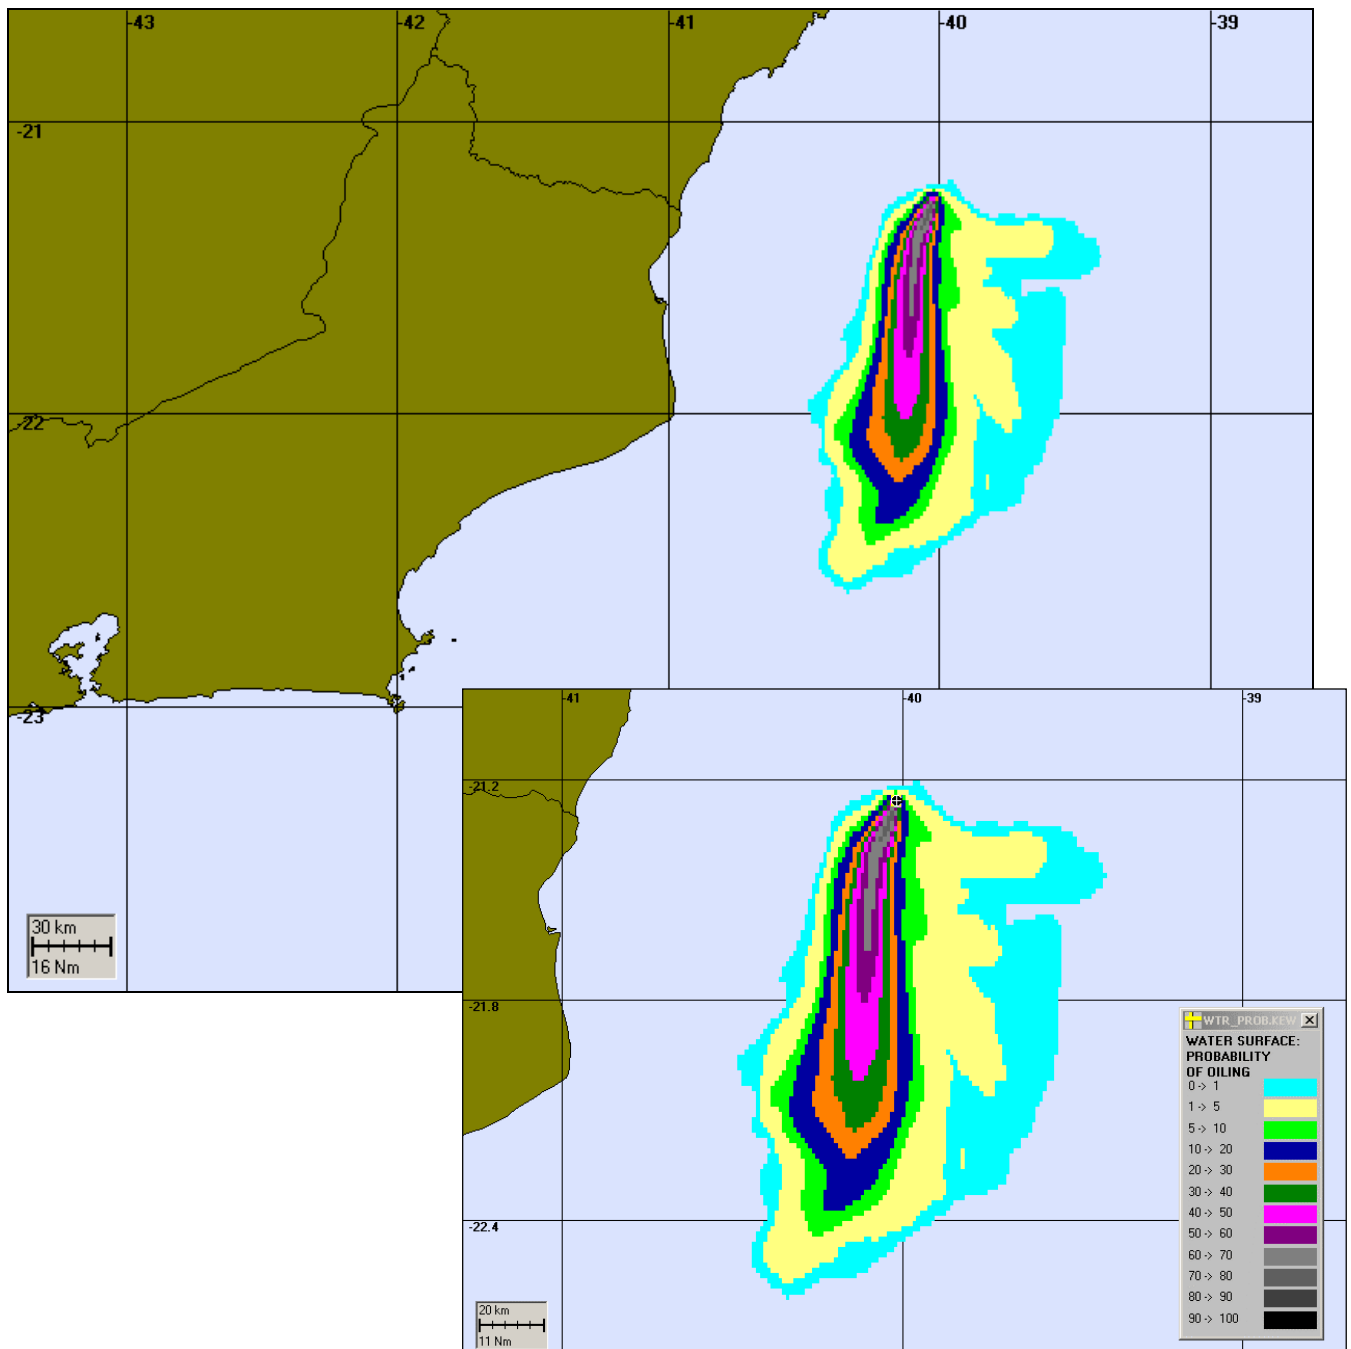 -43
-42
-41
-40
-39
-21
-22
-23
30 km
16 Nm
-41
-40
-39
-21.2
-21.8
-22.4
20 km
11 Nm
WTR_PROB.KEW
WATER SURFACE:
PROBABILITY
OF OILING
0 -> 1
1 -> 5
5 -> 10
10 -> 20
20 -> 30
30 -> 40
40 -> 50
50 -> 60
60 -> 70
70 -> 80
80 -> 90
90 -> 100